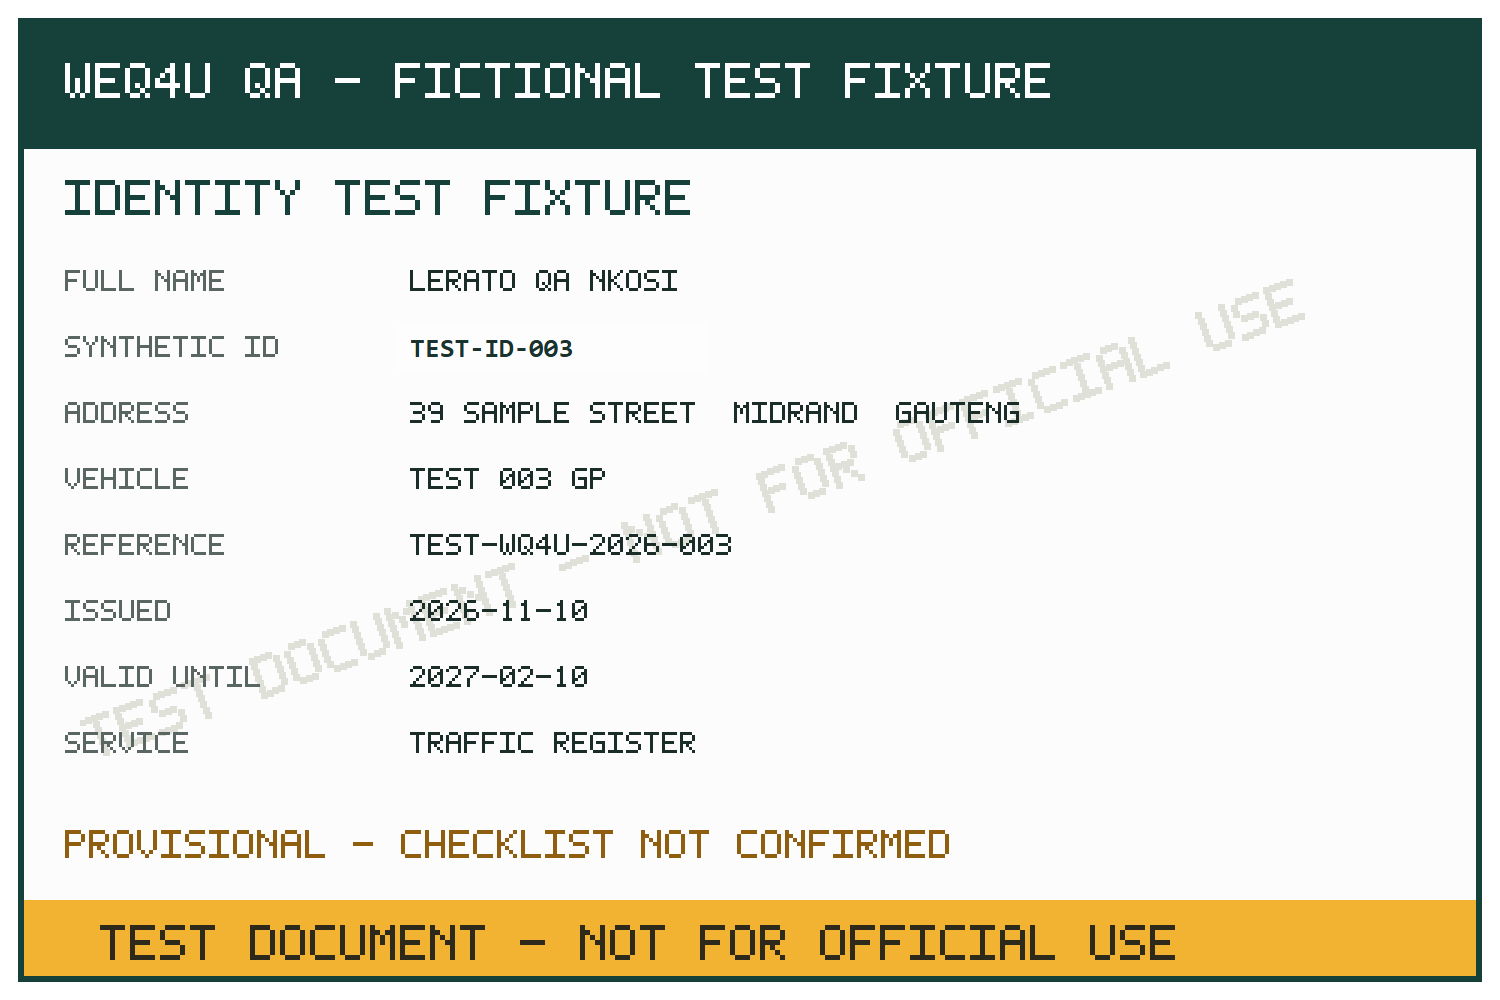 WEQ4U QA - FICTIONAL TEST FIXTURE
IDENTITY TEST FIXTURE
FULL NAME LERATO QA NKOSI
SYNTHETIC ID TEST-ID-003
ADDRESS 39 SAMPLE STREET MIDRAND GAUTENG
VEHICLE TEST 003 GP
REFERENCE TEST-WQ4U-2026-003
ISSUED 2026-11-10
VALID UNTIL 2027-02-10
SERVICE TRAFFIC REGISTER
TEST DOCUMENT - NOT FOR OFFICIAL USE
PROVISIONAL - CHECKLIST NOT CONFIRMED
TEST DOCUMENT - NOT FOR OFFICIAL USE